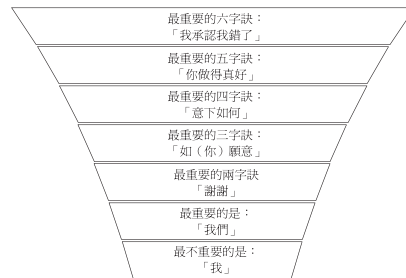 最重要的六字訣：
「我承認我錯了」
最重要的五字訣：
「你做得真好」
最重要的四字訣：
「意下如何」
最重要的三字訣：
「如（你）願意」
最重要的兩字訣
「謝謝」
最重要的是：
「我們」
最不重要的是：
「我」